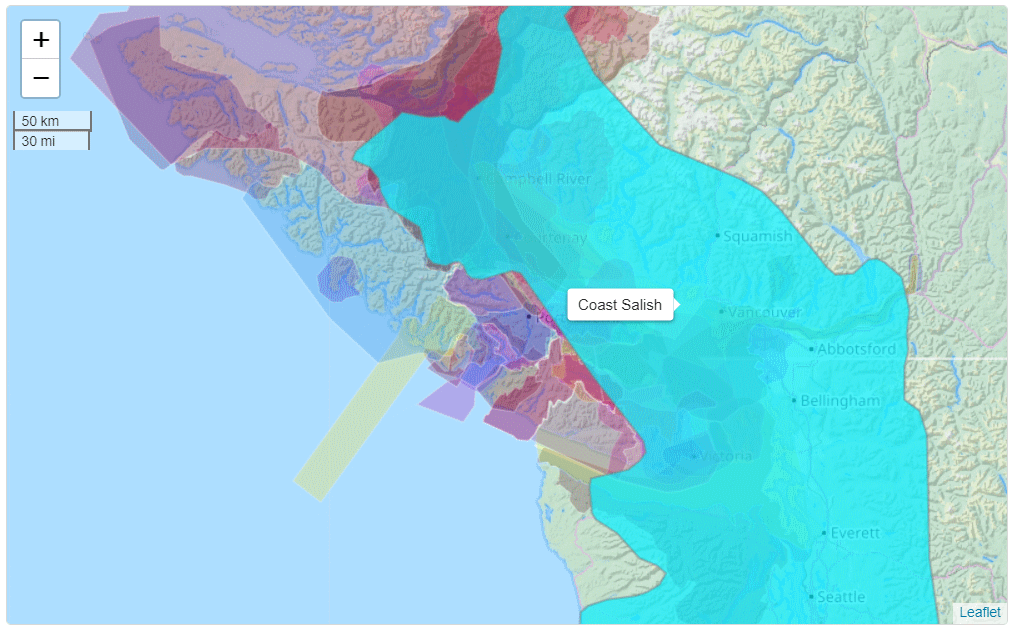 +
−
50 km
30 mi
Campbell River
Courtenay
Squamish
Coast Salish
Vancouver
Abbotsford
Bellingham
Victoria
Everett
Seattle
Leaflet